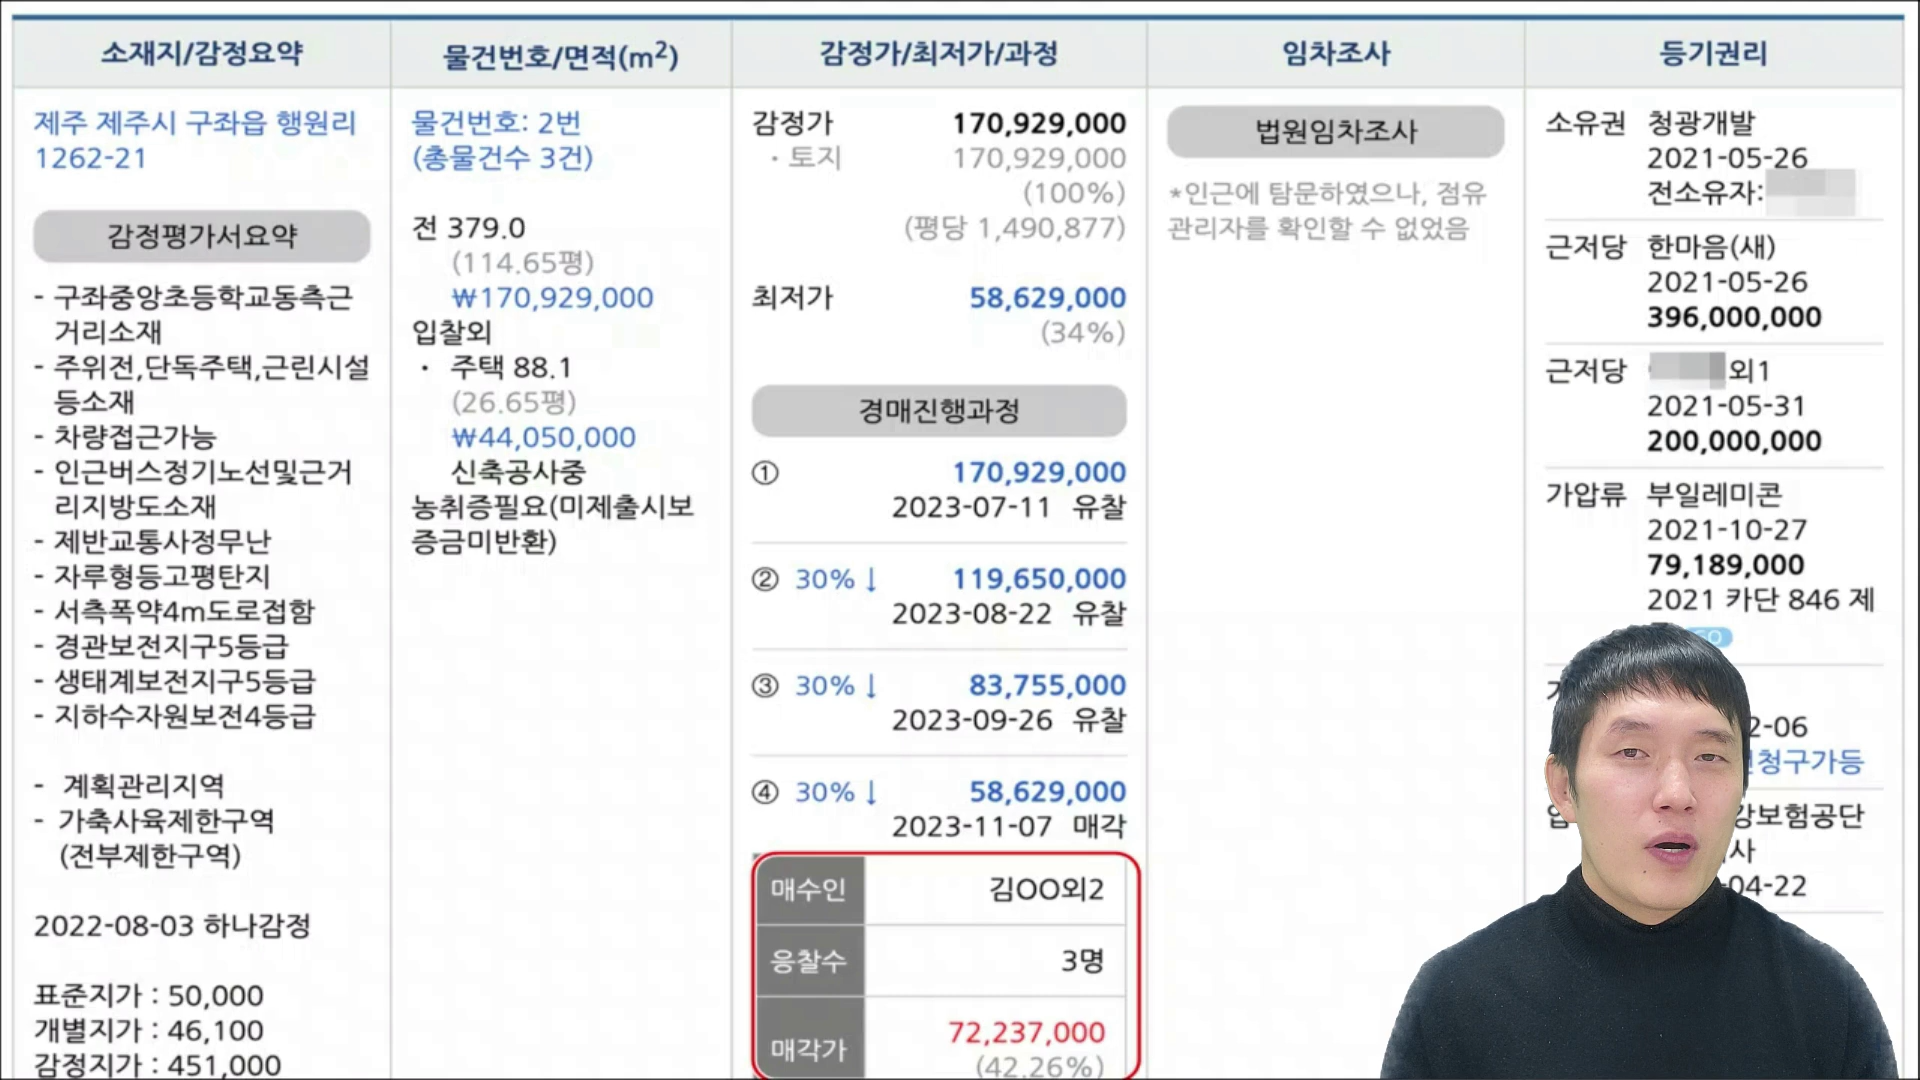 소재지/감정요약
물건번호/면적(m²)
감정가/최저가/과정
임차조사
등기권리
제주 제주시 구좌읍 행원리
1262-21
감정평가서요약
- 구좌중앙초등학교동측근
거리소재
- 주위전,단독주택,근린시설
등소재
- 차량접근가능
- 인근버스정기노선및근거
리지방도소재
- 제반교통사정무난
- 자루형등고평탄지
- 서측폭약4m도로접함
- 경관보전지구5등급
- 생태계보전지구5등급
- 지하수자원보전4등급
- 계획관리지역
- 가축사육제한구역
(전부제한구역)
2022-08-03 하나감정
표준지가 : 50,000
개별지가 : 46,100
감정지가 : 451,000
물건번호: 2번
(총물건수 3건)
전 379.0
(114.65평)
₩170,929,000
입찰외
· 주택 88.1
(26.65평)
₩44,050,000
신축공사중
농취증필요(미제출시보
증금미반환)
감정가 170,929,000
· 토지 170,929,000
(100%)
(평당 1,490,877)
최저가 58,629,000
(34%)
경매진행과정
① 170,929,000
2023-07-11 유찰
② 30%↓ 119,650,000
2023-08-22 유찰
③ 30%↓ 83,755,000
2023-09-26 유찰
④ 30%↓ 58,629,000
2023-11-07 매각
매수인 김OO외2
응찰수 3명
매각가 72,237,000
(42.26%)
법원임차조사
*인근에 탐문하였으나, 점유
관리자를 확인할 수 없었음
소유권 청광개발
2021-05-26
전소유자:
근저당 한마음(새)
2021-05-26
396,000,000
근저당 외1
2021-05-31
200,000,000
가압류 부일레미콘
2021-10-27
79,189,000
2021 카단 846 제
GO
2-06
청구가등
강보험공단
사
04-22